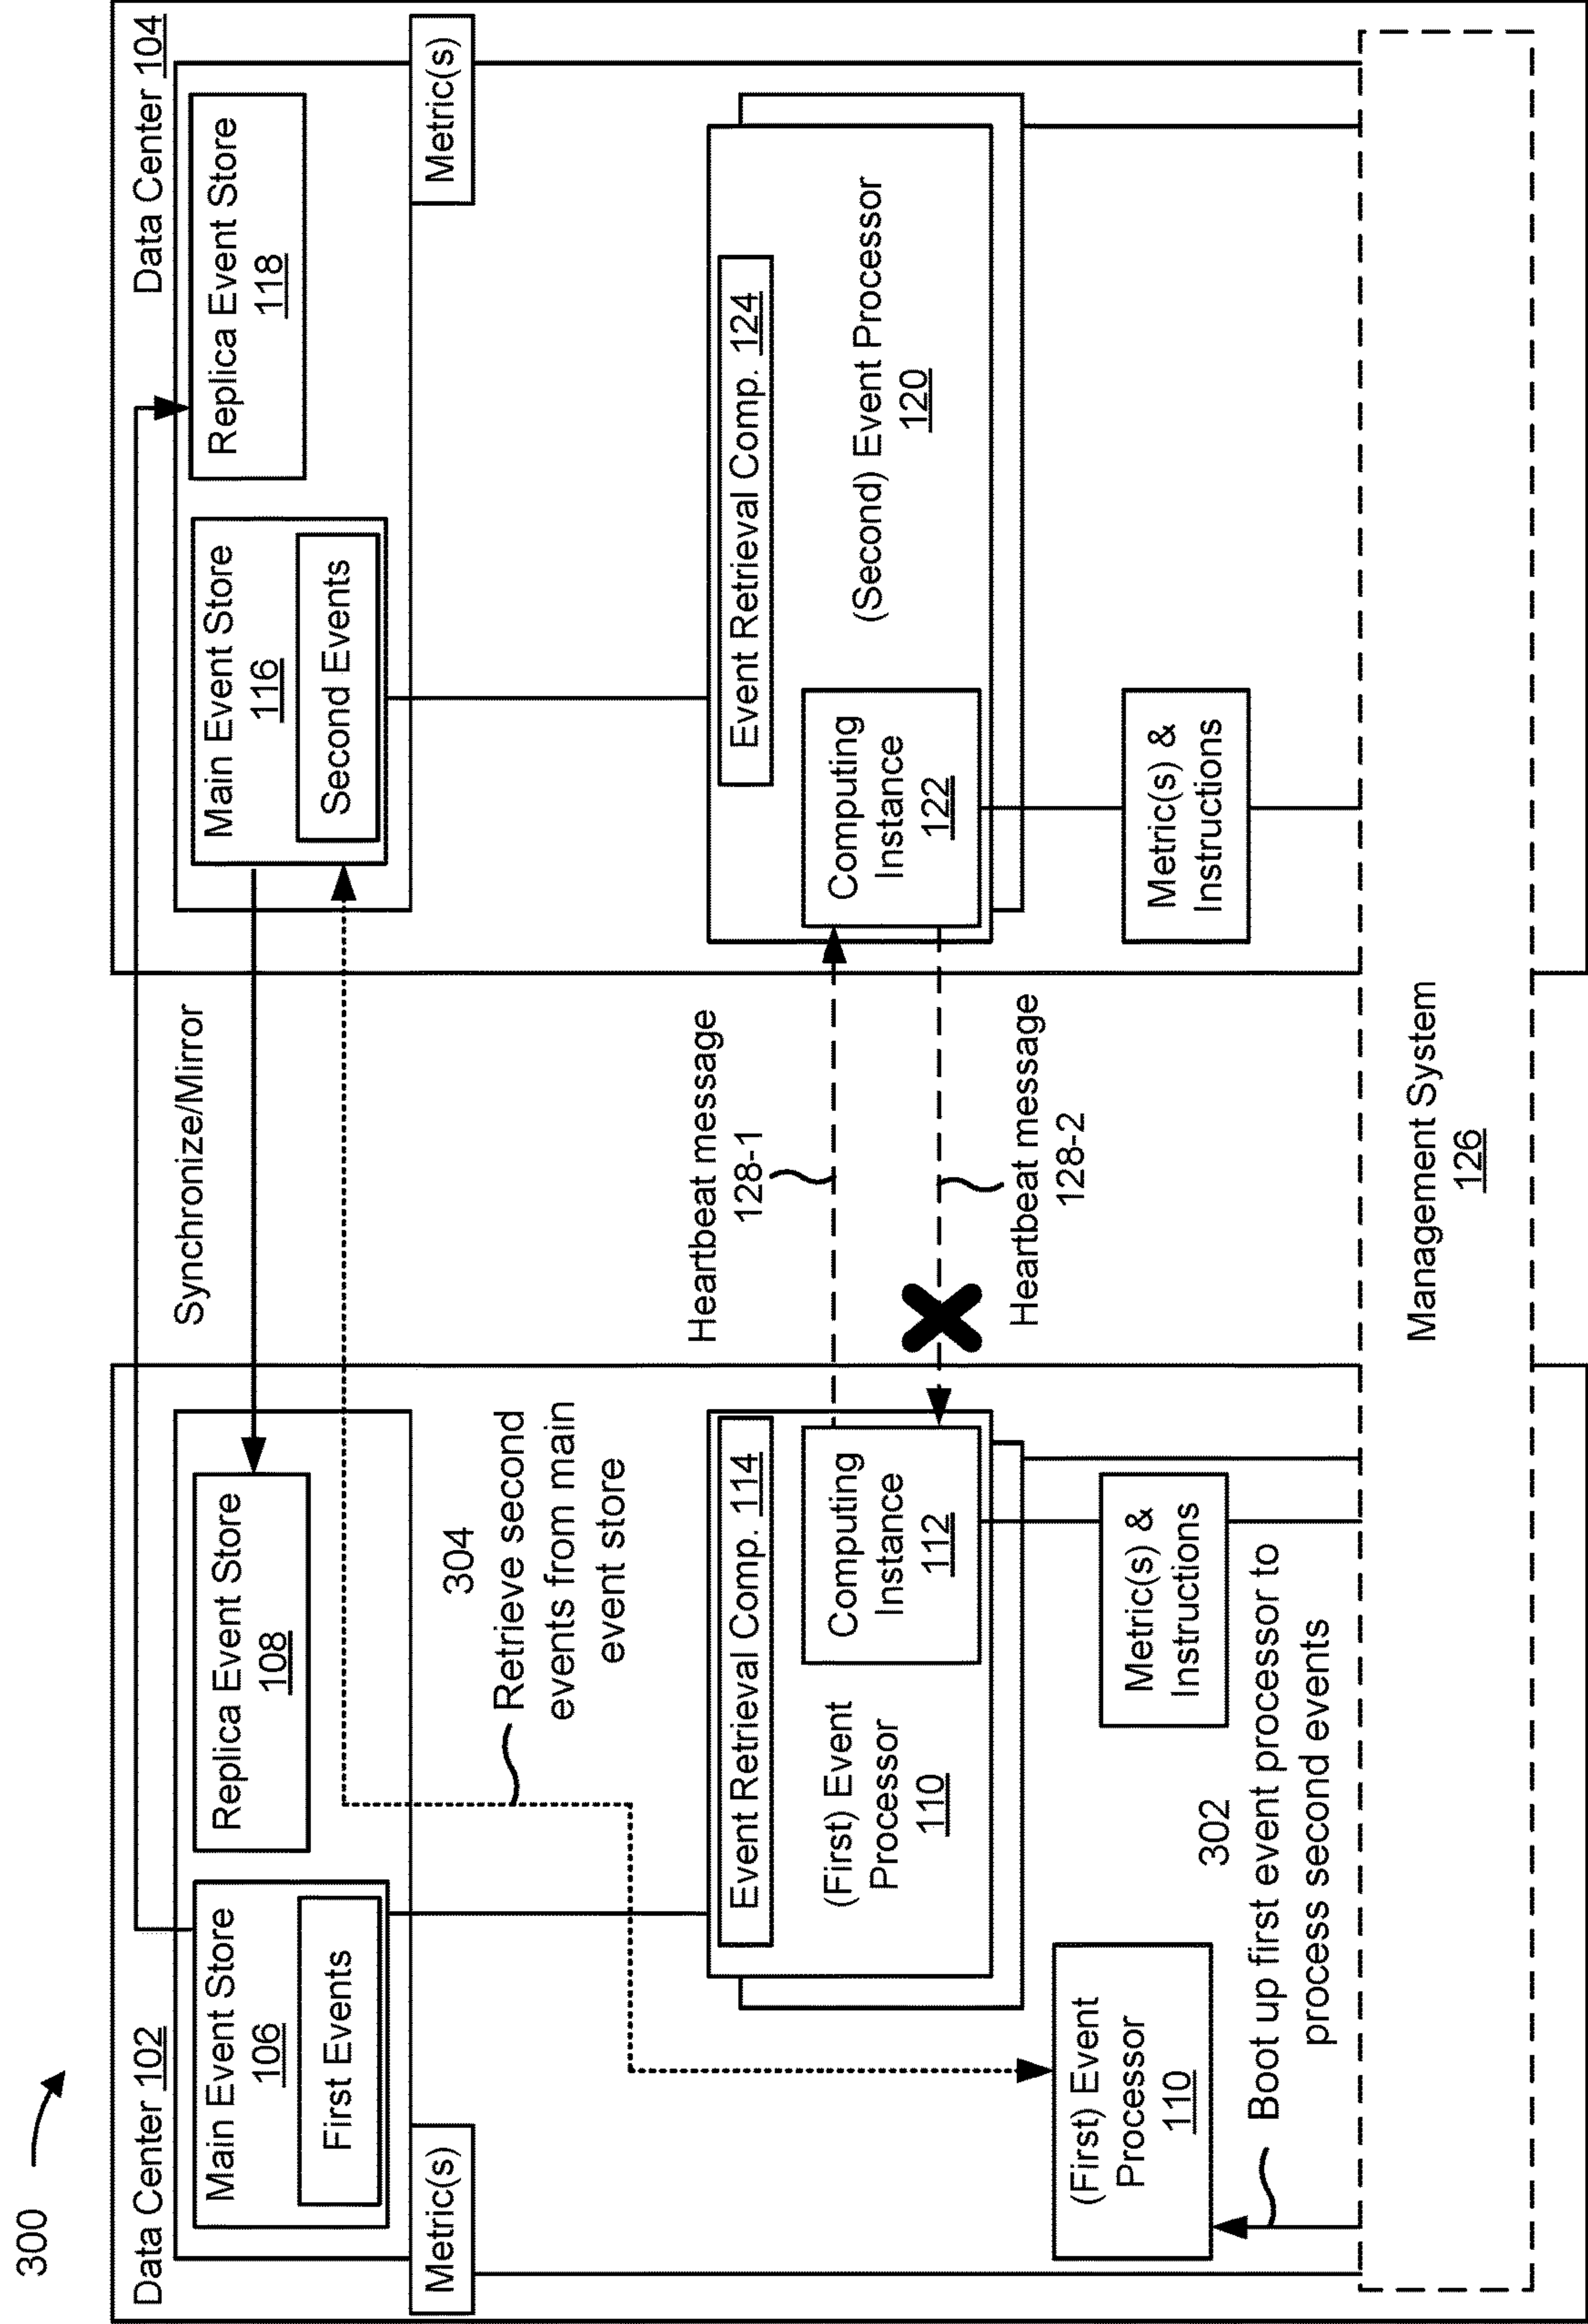 300
Data Center 102
Main Event Store
106
First Events
Replica Event Store
108
Metric(s)
304
Retrieve second
events from main
event store
Event Retrieval Comp. 114
(First) Event
Processor
110
Computing
Instance
112
(First) Event
Processor
110
Metric(s) &
Instructions
302
Boot up first event processor to
process second events
Synchronize/Mirror
Heartbeat message
128-1
Heartbeat message
128-2
Management System
126
Data Center 104
Main Event Store
116
Second Events
Replica Event Store
118
Metric(s)
Event Retrieval Comp. 124
Computing
Instance
122
(Second) Event Processor
120
Metric(s) &
Instructions